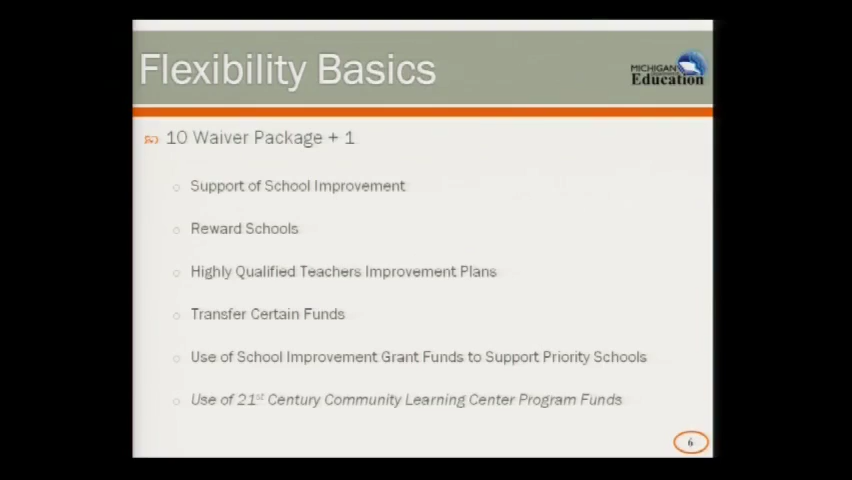 Flexibility Basics
MICHIGAN
Education
10 Waiver Package + 1
Support of School Improvement
Reward Schools
Highly Qualified Teachers Improvement Plans
Transfer Certain Funds
Use of School Improvement Grant Funds to Support Priority Schools
Use of 21st Century Community Learning Center Program Funds
6